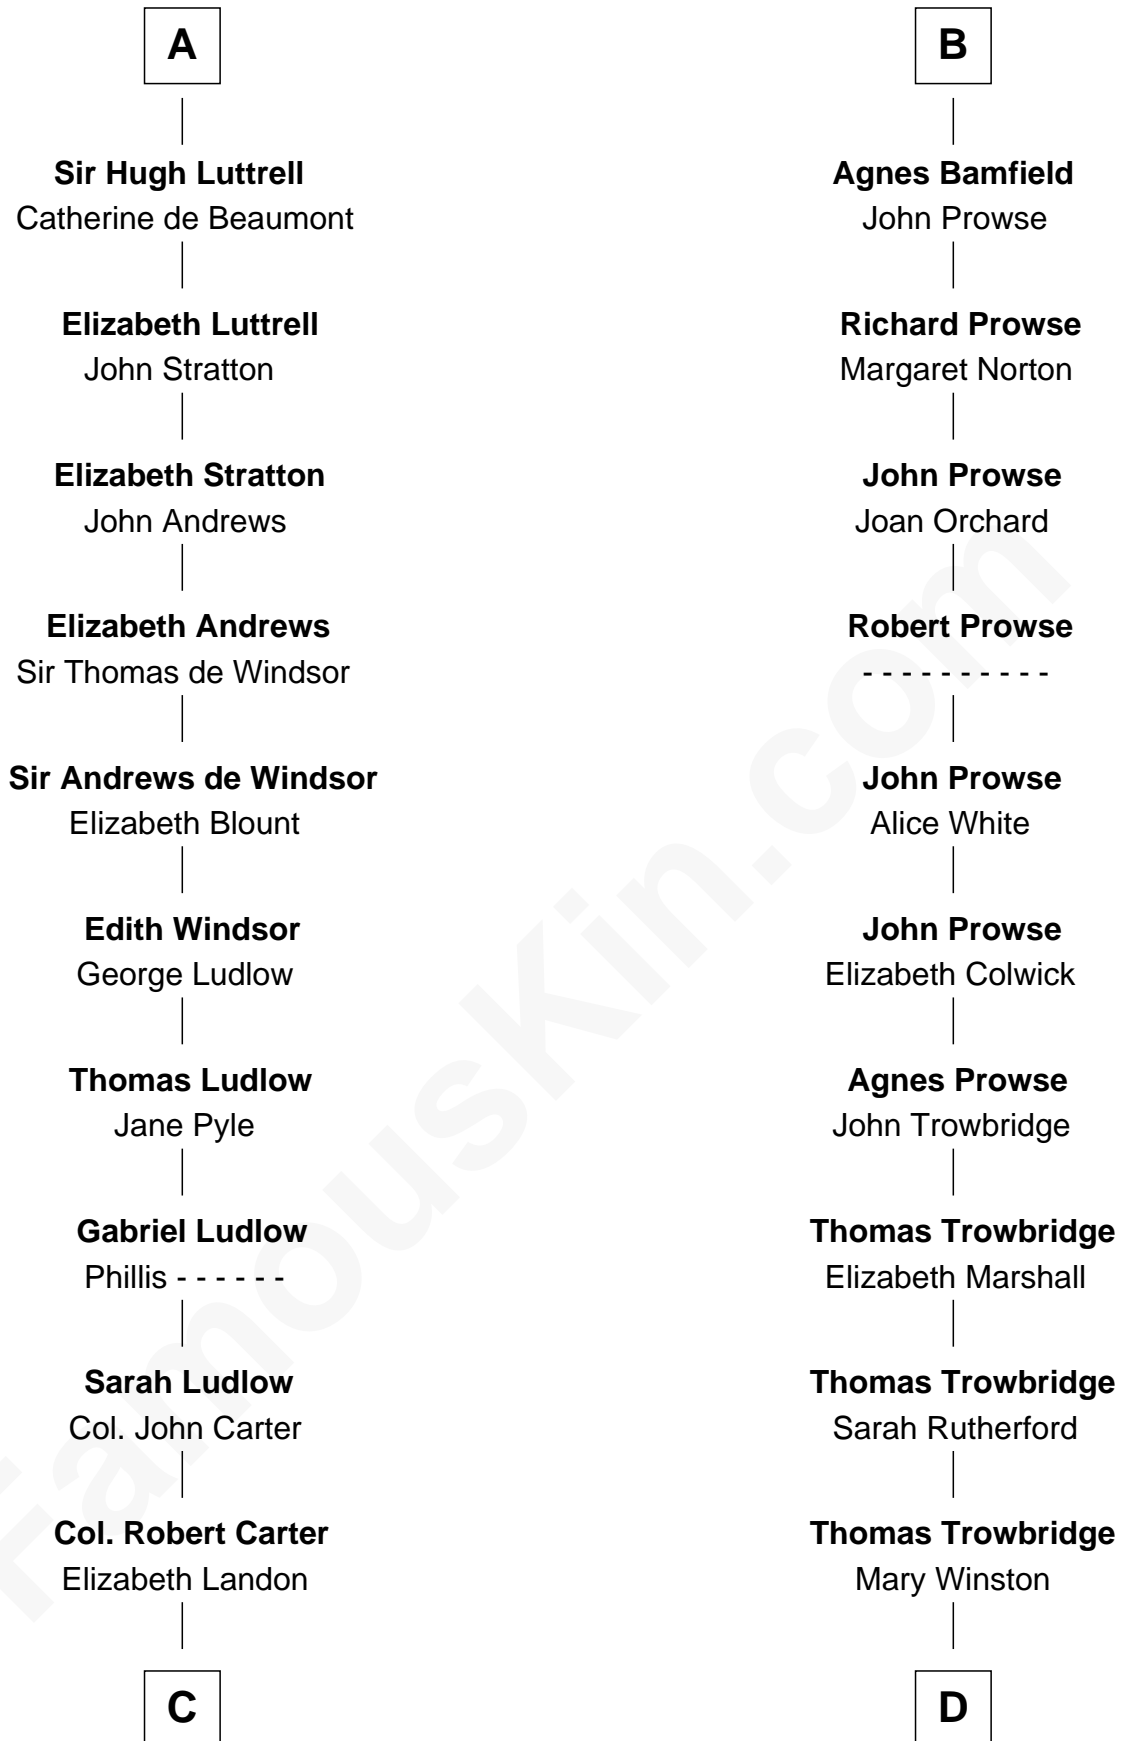 A
Sir Hugh Luttrell
Catherine de Beaumont
Elizabeth Luttrell
John Stratton
Elizabeth Stratton
John Andrews
Elizabeth Andrews
Sir Thomas de Windsor
Sir Andrews de Windsor
Elizabeth Blount
Edith Windsor
George Ludlow
Thomas Ludlow
Jane Pyle
Gabriel Ludlow
Phillis - - - - - -
Sarah Ludlow
Col. John Carter
Col. Robert Carter
Elizabeth Landon
C
B
Agnes Bamfield
John Prowse
Richard Prowse
Margaret Norton
John Prowse
Joan Orchard
Robert Prowse
- - - - - - - - - -
John Prowse
Alice White
John Prowse
Elizabeth Colwick
Agnes Prowse
John Trowbridge
Thomas Trowbridge
Elizabeth Marshall
Thomas Trowbridge
Sarah Rutherford
Thomas Trowbridge
Mary Winston
D
FamousKin.com